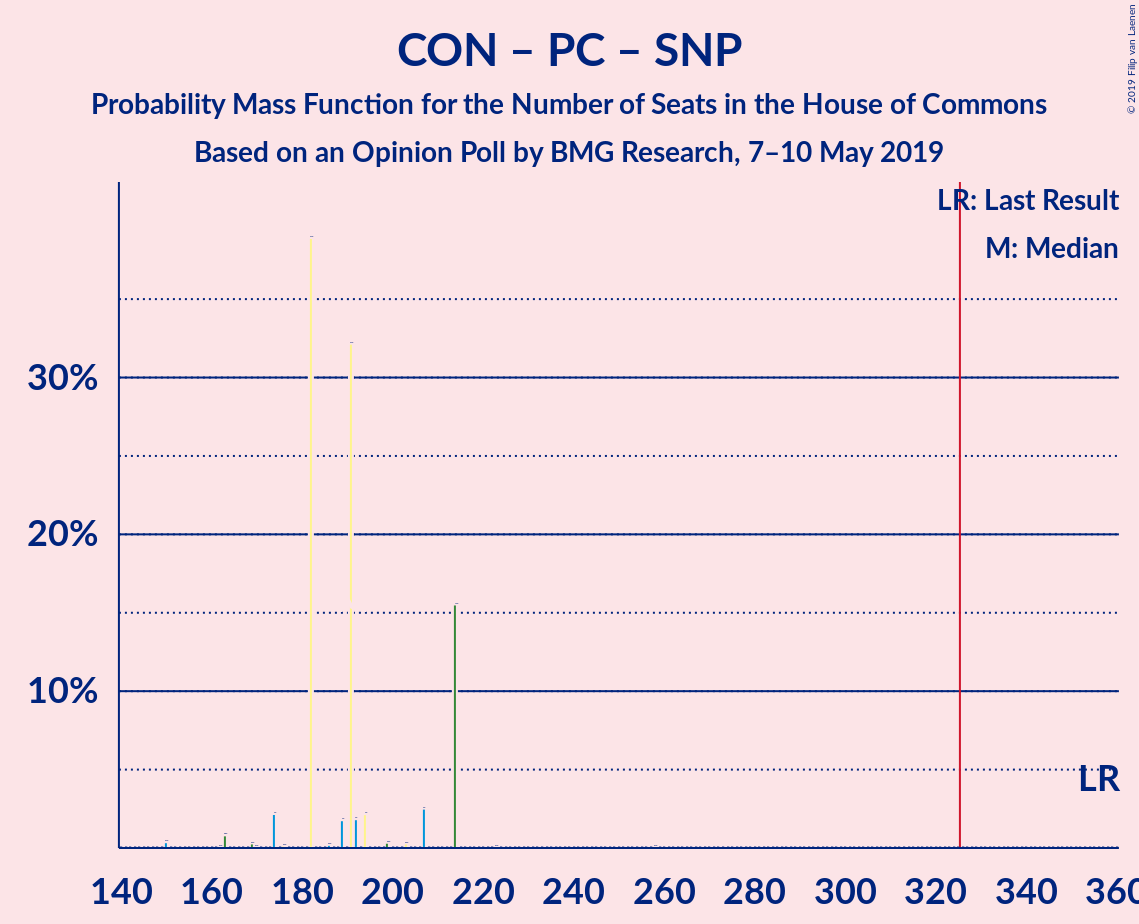 CON – PC – SNP
Probability Mass Function for the Number of Seats in the House of Commons
Based on an Opinion Poll by BMG Research, 7–10 May 2019
© 2019 Filip van Laenen
LR: Last Result
M: Median
30%
20%
10%
LR
140 160 180 200 220 240 260 280 300 320 340 360